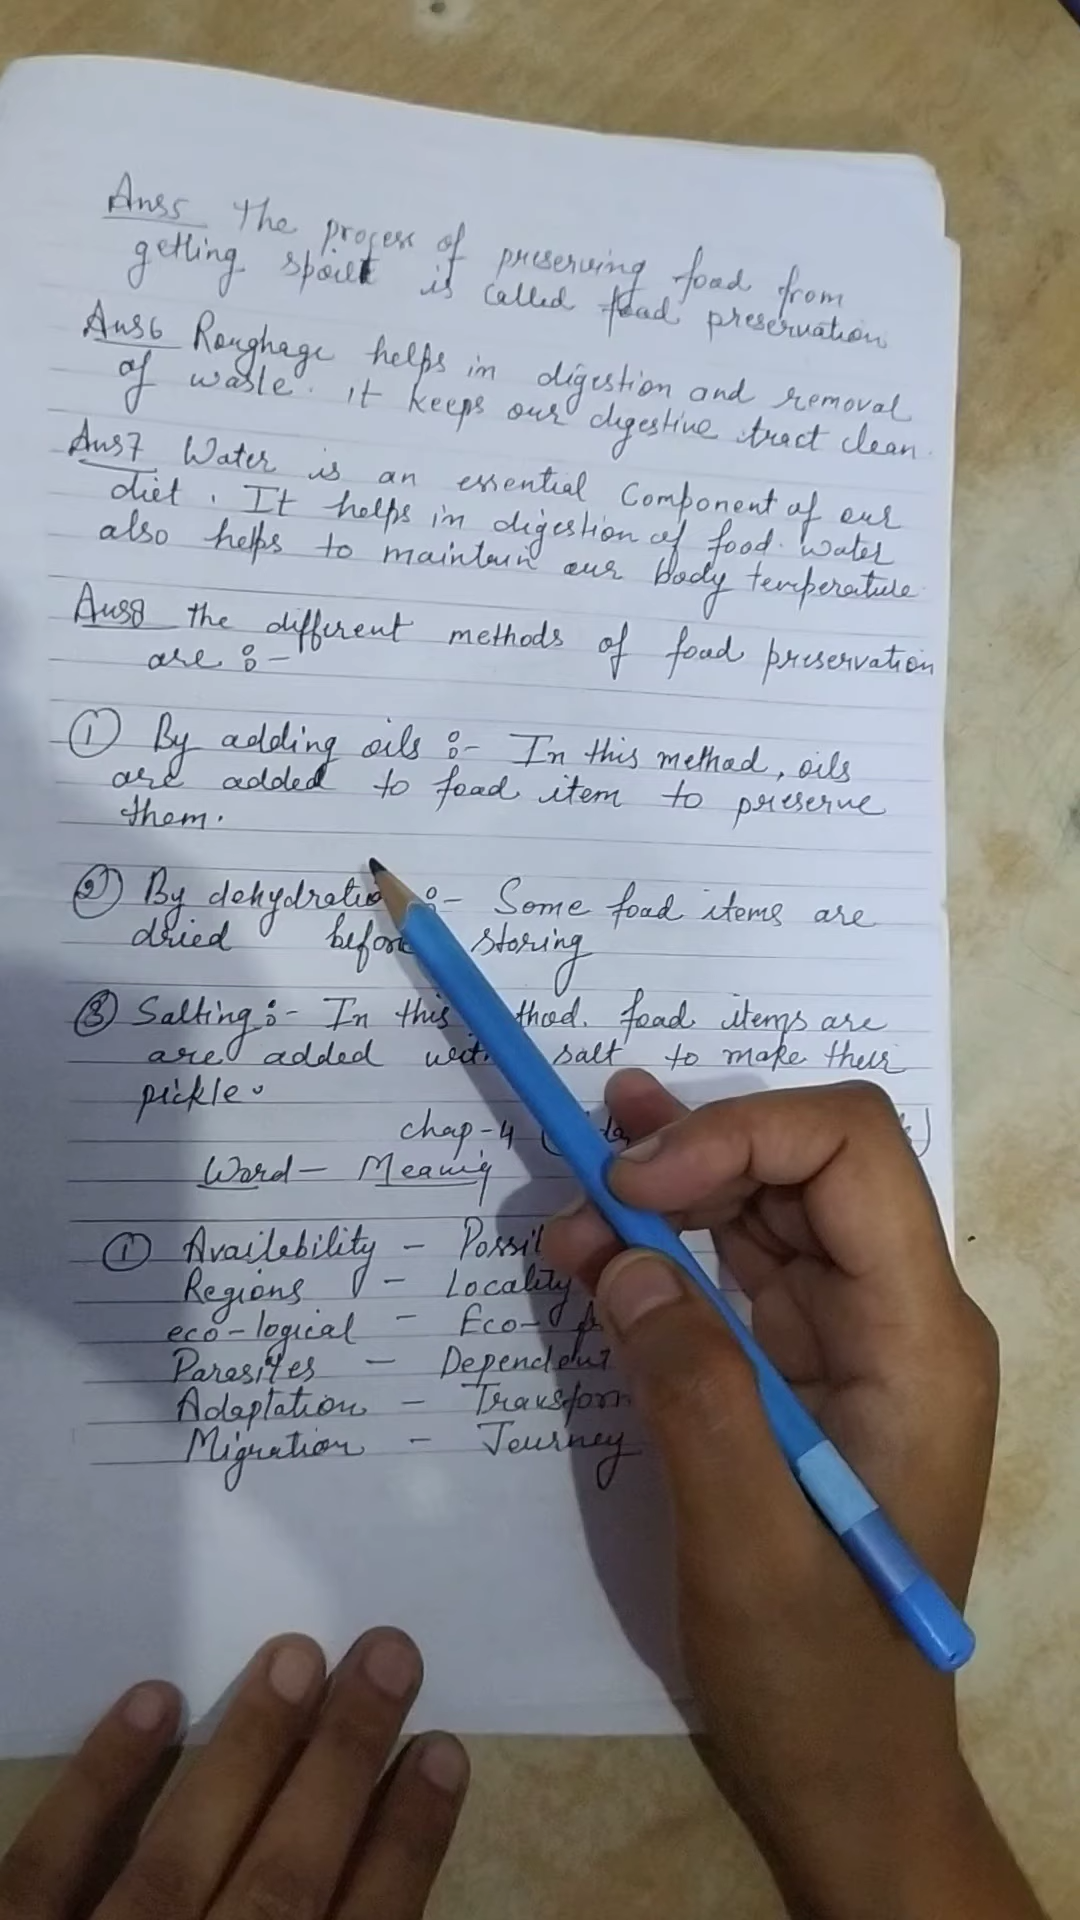 Ans5 The process of preserving food from
getting spoilt is called food preservation
Ans6 Roughage helps in digestion and removal
of waste. it keeps our digestive tract clean.
Ans7 Water is an essential Component of our
diet. It helps in digestion of food. water
also helps to maintain our body temperature.
Ans8 the different methods of food preservation
are :-
① By adding oils :- In this method, oils
are added to food item to preserve
them.
② By dehydratio :- Some food items are
dried before storing
③ Salting :- In this thod. food items are
are added with salt to make their
pickle.
chap-4
Word - Meanig
① Availability -
Regions - Locality
eco-logical - Eco-
Parasites - Dependent
Adaptation - Transform
Migration - Journey